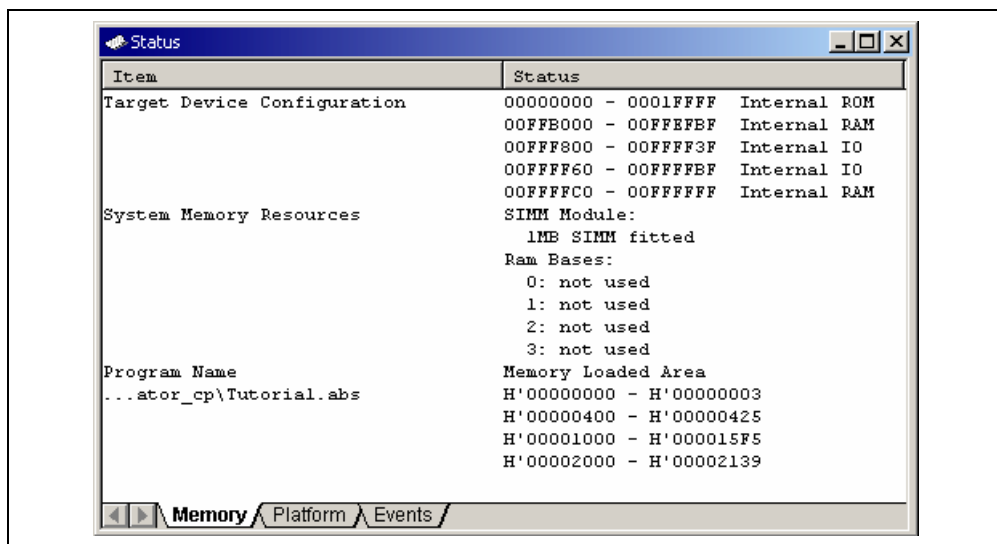 Status
Item Status
Target Device Configuration 00000000 - 0001FFFF Internal ROM
00FFB000 - 00FFEFBF Internal RAM
00FFF800 - 00FFFF3F Internal IO
00FFFF60 - 00FFFFBF Internal IO
00FFFFC0 - 00FFFFFF Internal RAM
System Memory Resources SIMM Module:
1MB SIMM fitted
Ram Bases:
0: not used
1: not used
2: not used
3: not used
Program Name Memory Loaded Area
...ator_cp\Tutorial.abs H'00000000 - H'00000003
H'00000400 - H'00000425
H'00001000 - H'000015F5
H'00002000 - H'00002139
Memory Platform Events